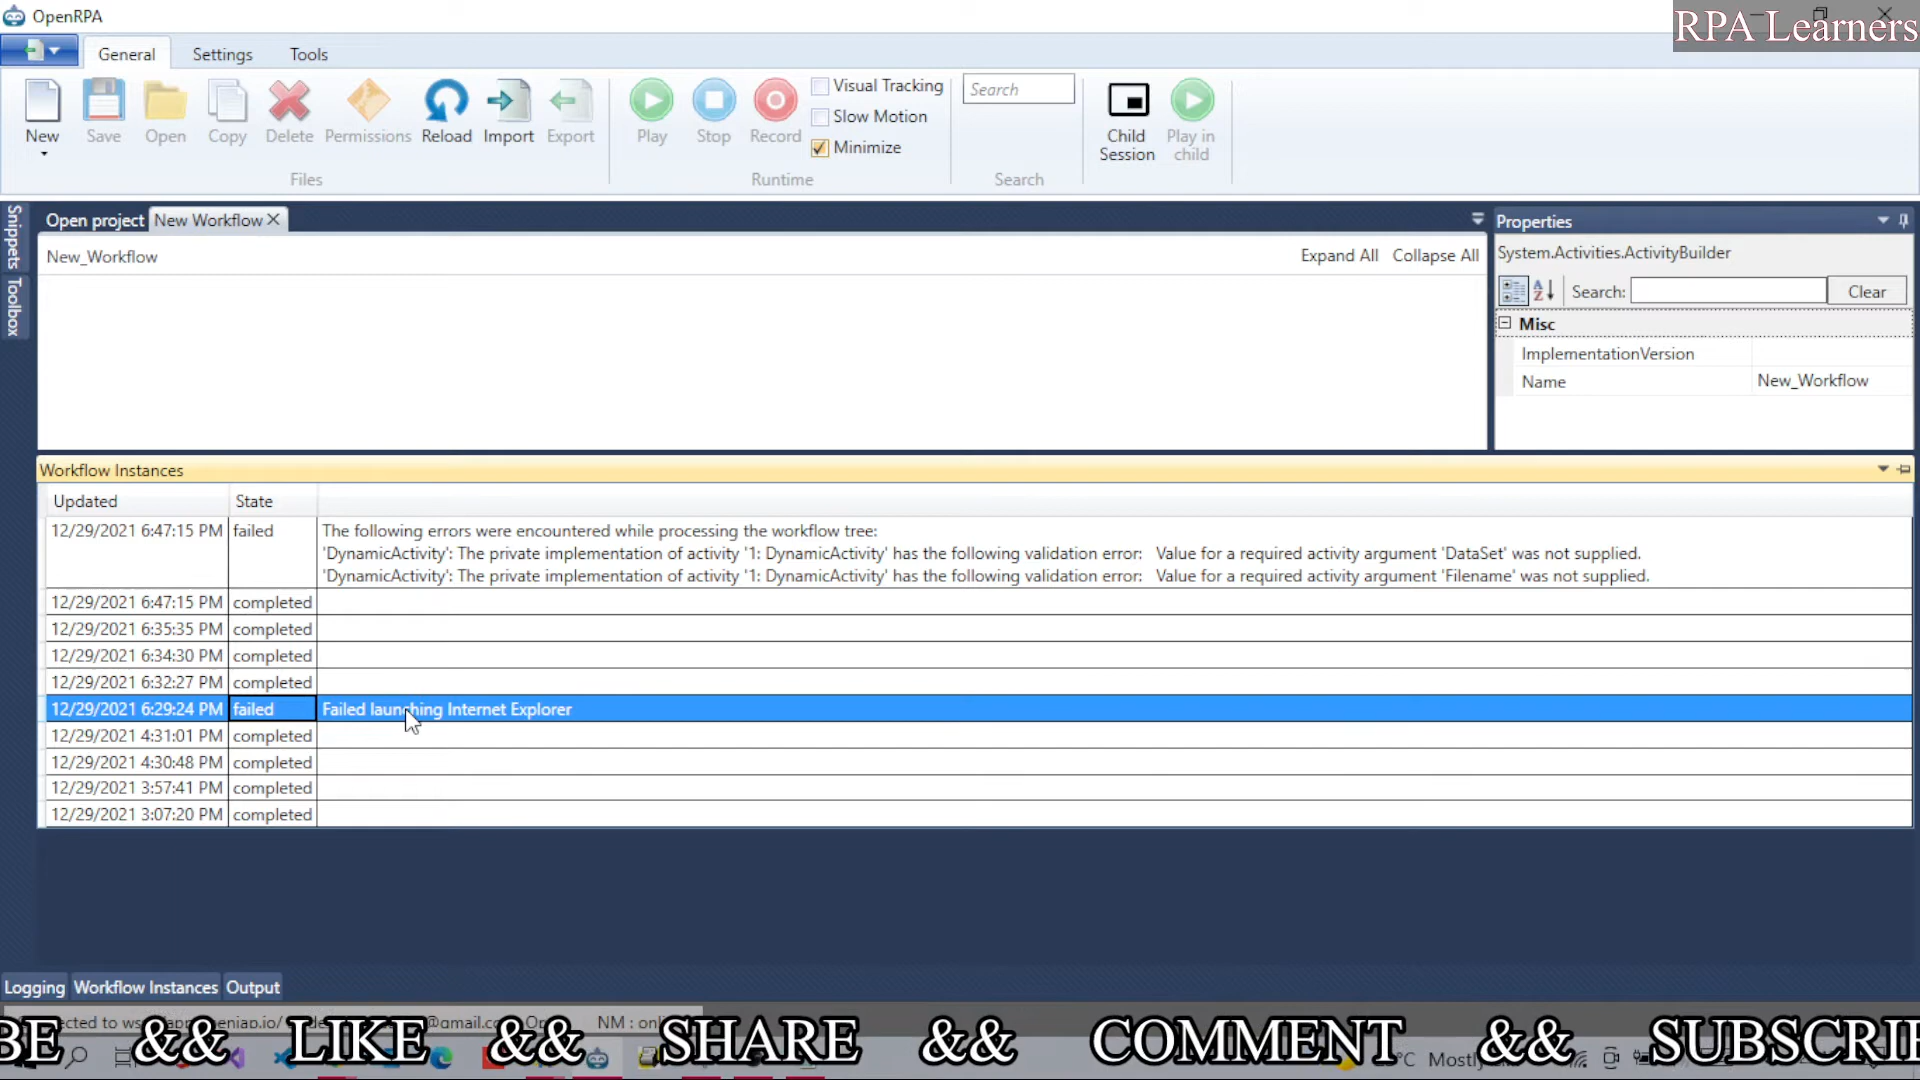 OpenRPA
RPA Learners
General Settings Tools
New Save Open Copy Delete Permissions Reload Import Export
Files
Play Stop Record
Visual Tracking
Slow Motion
Minimize
Runtime
Search
Search
Child Session
Play in child
Snippets
Toolbox
Open project New Workflow
New_Workflow Expand All Collapse All
Properties
System.Activities.ActivityBuilder
Search: Clear
Misc
ImplementationVersion
Name New_Workflow
Workflow Instances
Updated State
12/29/2021 6:47:15 PM failed The following errors were encountered while processing the workflow tree:
'DynamicActivity': The private implementation of activity '1: DynamicActivity' has the following validation error: Value for a required activity argument 'DataSet' was not supplied.
'DynamicActivity': The private implementation of activity '1: DynamicActivity' has the following validation error: Value for a required activity argument 'Filename' was not supplied.
12/29/2021 6:47:15 PM completed
12/29/2021 6:35:35 PM completed
12/29/2021 6:34:30 PM completed
12/29/2021 6:32:27 PM completed
12/29/2021 6:29:24 PM failed Failed launching Internet Explorer
12/29/2021 4:31:01 PM completed
12/29/2021 4:30:48 PM completed
12/29/2021 3:57:41 PM completed
12/29/2021 3:07:20 PM completed
Logging Workflow Instances Output
BE && LIKE && SHARE && COMMENT && SUBSCRI